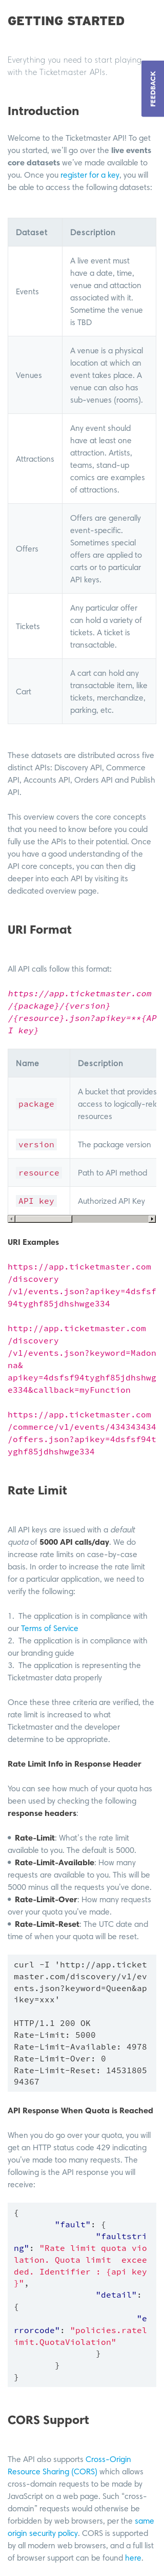 GETTING STARTED
Everything you need to start playing
with the Ticketmaster APIs.
FEEDBACK
Introduction
Welcome to the Ticketmaster API! To get
started, we'll go over the live events
core datasets we've made available to
you. Once you register for a key, you will
be able to access the following datasets:
Dataset Description
Events
A live event must
have a date, time,
venue and attaction
associated with it.
Sometime the venue
is TBD
Venues
A venue is a physical
location at which an
event takes place. A
venue can also has
sub-venues (rooms).
Attractions
Any event should
have at least one
attraction. Artists,
teams, stand-up
comics are examples
of attractions.
Offers
Offers are generally
event-specific.
Sometimes special
offers are applied to
carts or to particular
API keys.
Tickets
Any particular offer
can hold a variety of
tickets. A ticket is
transactable.
Cart
A cart can hold any
transactable item, like
tickets, merchandize,
parking, etc.
These datasets are distributed across five
distinct APIs: Discovery API, Commerce
API, Accounts API, Orders API and Publish
API.
This overview covers the core concepts
that you need to know before you could
fully use the APIs to their potential. Once
you have a good understanding of the
API core concepts, you can then dig
deeper into each API by visiting its
dedicated overview page.
URI Format
All API calls follow this format:
https://app.ticketmaster.com
/{package}/{version}
/{resource}.json?apikey=**{AP
I key}
Name Description
package
A bucket that provides
access to logically-rela
resources
version The package version
resource Path to API method
API key Authorized API Key
URI Examples
https://app.ticketmaster.com
/discovery
/v1/events.json?apikey=4dsfsf
94tyghf85jdhshwge334
http://app.ticketmaster.com
/discovery
/v1/events.json?keyword=Madon
na&
apikey=4dsfsf94tyghf85jdhshwg
e334&callback=myFunction
https://app.ticketmaster.com
/commerce/v1/events/434343434
/offers.json?apikey=4dsfsf94t
yghf85jdhshwge334
Rate Limit
All API keys are issued with a default
quota of 5000 API calls/day. We do
increase rate limits on case-by-case
basis. In order to increase the rate limit
for a particular application, we need to
verify the following:
1. The application is in compliance with
our Terms of Service
2. The application is in compliance with
our branding guide
3. The application is representing the
Ticketmaster data properly
Once these three criteria are verified, the
rate limit is increased to what
Ticketmaster and the developer
determine to be appropriate.
Rate Limit Info in Response Header
You can see how much of your quota has
been used by checking the following
response headers:
Rate-Limit: What's the rate limit
available to you. The default is 5000.
Rate-Limit-Available: How many
requests are available to you. This will be
5000 minus all the requests you've done.
Rate-Limit-Over: How many requests
over your quota you've made.
Rate-Limit-Reset: The UTC date and
time of when your quota will be reset.
curl -I 'http://app.ticket
master.com/discovery/v1/ev
ents.json?keyword=Queen&ap
ikey=xxx'
HTTP/1.1 200 OK
Rate-Limit: 5000
Rate-Limit-Available: 4978
Rate-Limit-Over: 0
Rate-Limit-Reset: 14531805
94367
API Response When Quota is Reached
When you do go over your quota, you will
get an HTTP status code 429 indicating
you've made too many requests. The
following is the API response you will
receive:
{
"fault": {
"faultstri
ng": "Rate limit quota vio
lation. Quota limit exceed
ded. Identifier : {api key
}",
"detail":
{
"e
rrorcode": "policies.ratel
imit.QuotaViolation"
}
}
}
CORS Support
The API also supports Cross-Origin
Resource Sharing (CORS) which allows
cross-domain requests to be made by
JavaScript on a web page. Such "cross-
domain" requests would otherwise be
forbidden by web browsers, per the same
origin security policy. CORS is supported
by all modern web browsers, and a full list
of browser support can be found here.